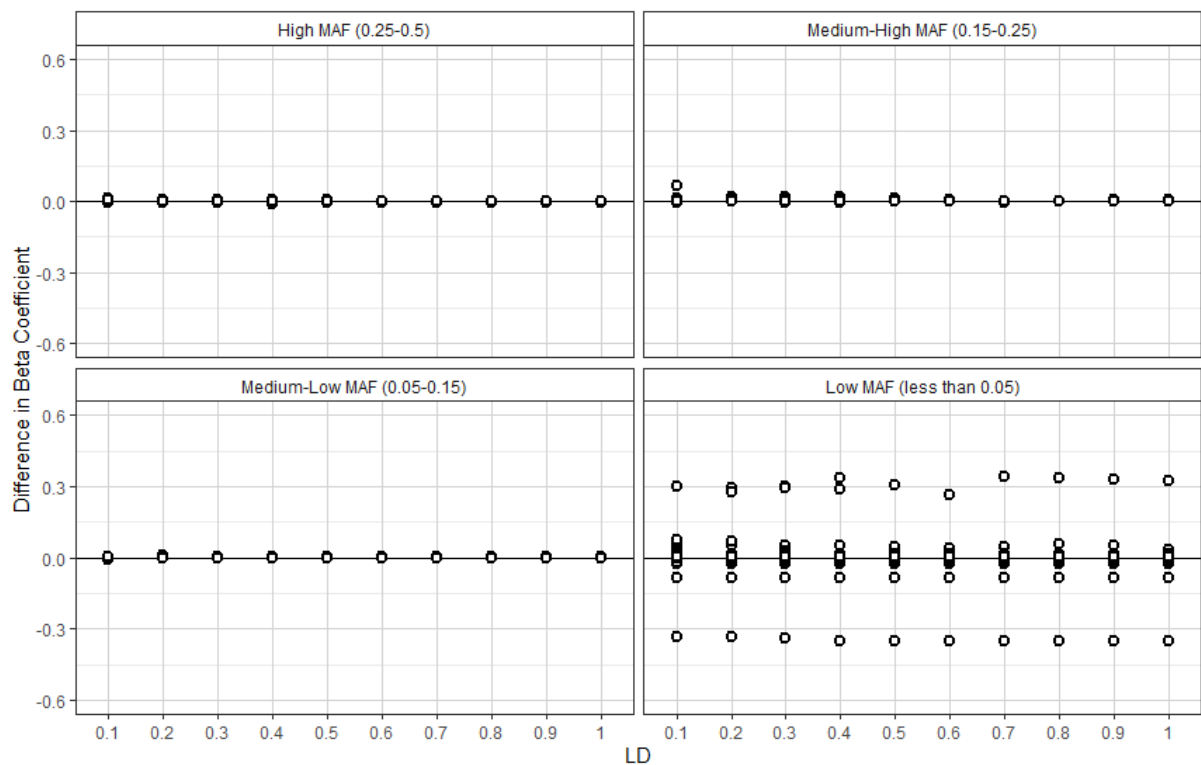 High MAF (0.25-0.5)
Medium-High MAF (0.15-0.25)
0.6
0.3
0.0
-0.3
-0.6
Difference in Beta Coefficient
Medium-Low MAF (0.05-0.15)
Low MAF (less than 0.05)
0.6
0.3
0.0
-0.3
-0.6
0.1 0.2 0.3 0.4 0.5 0.6 0.7 0.8 0.9 1
0.1 0.2 0.3 0.4 0.5 0.6 0.7 0.8 0.9 1
LD